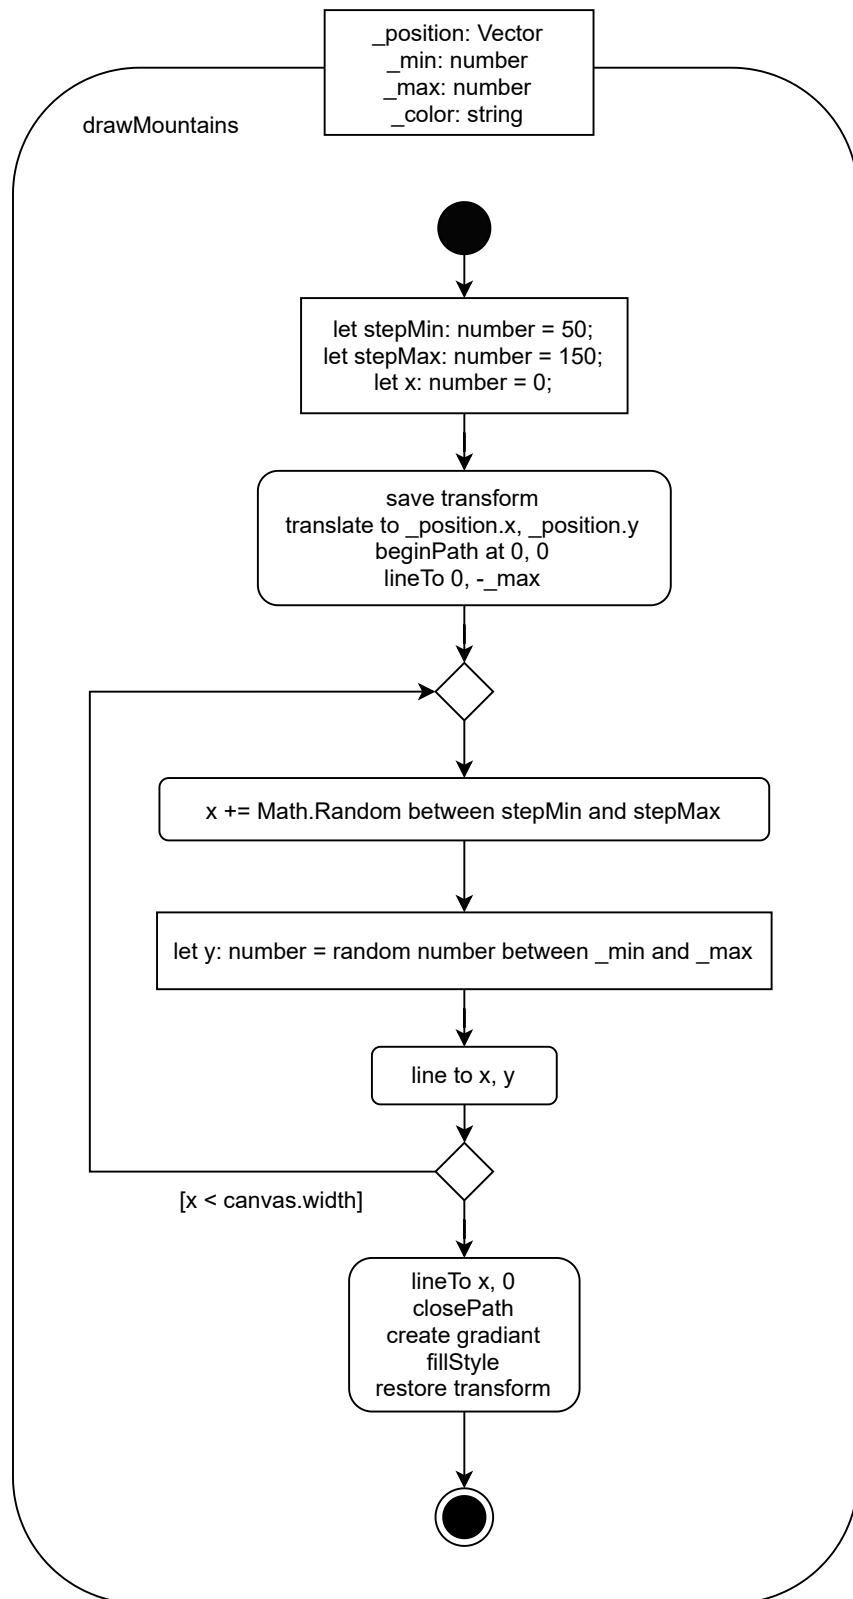 _position: Vector
_min: number
_max: number
_color: string
drawMountains
let stepMin: number = 50;
let stepMax: number = 150;
let x: number = 0;
save transform
translate to _position.x, _position.y
beginPath at 0, 0
lineTo 0, -_max
x += Math.Random between stepMin and stepMax
let y: number = random number between _min and _max
line to x, y
[x < canvas.width]
lineTo x, 0
closePath
create gradiant
fillStyle
restore transform